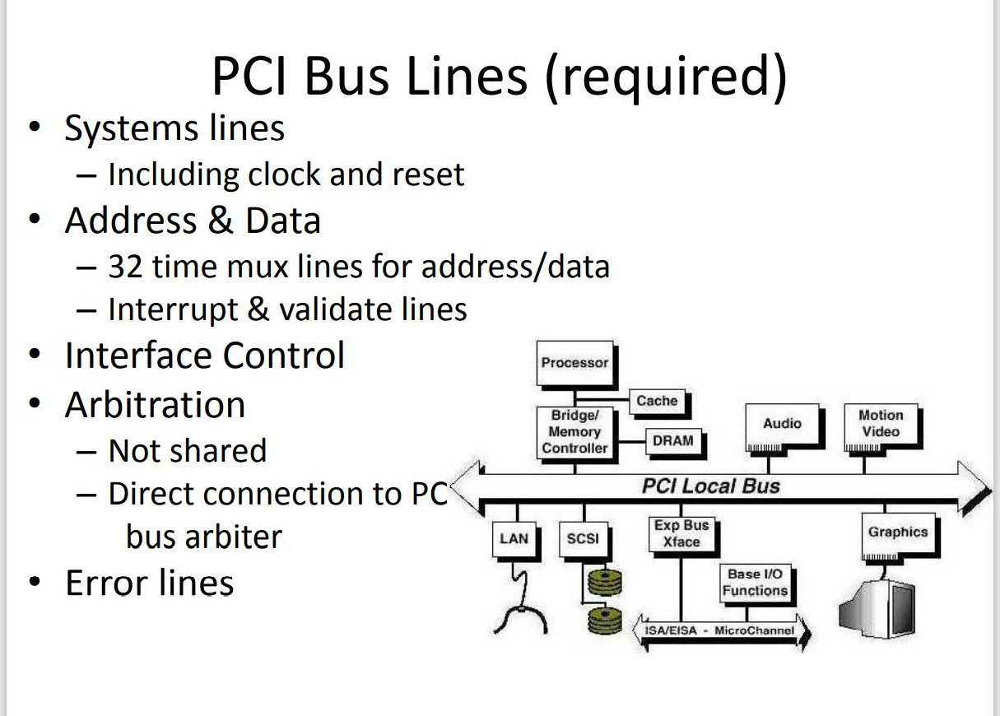 PCI Bus Lines (required)
• Systems lines
– Including clock and reset
• Address & Data
– 32 time mux lines for address/data
– Interrupt & validate lines
• Interface Control
• Arbitration
– Not shared
– Direct connection to PC
bus arbiter
• Error lines
Processor
Cache
Bridge/
Memory
Controller
DRAM
Audio
Motion
Video
PCI Local Bus
LAN
SCSI
Exp Bus
Xface
Graphics
Base I/O
Functions
ISA/EISA - MicroChannel